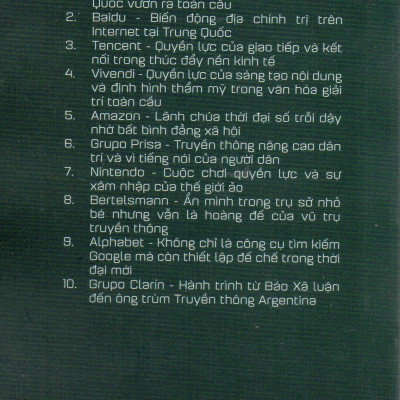 Quốc vươn ra toàn cầu
2. Baidu - Biến động địa chính trị trên
Internet tại Trung Quốc
3. Tencent - Quyền lực của giao tiếp và kết
nối trong thúc đẩy nền kinh tế
4. Vivendi - Quyền lực của sáng tạo nội dung
và định hình thẩm mỹ trong văn hóa giải
trí toàn cầu
5. Amazon - Lãnh chúa thời đại số trỗi dậy
nhờ bất bình đẳng xã hội
6. Grupo Prisa - Truyền thông nâng cao dân
trí và vì tiếng nói của người dân
7. Nintendo - Cuộc chơi quyền lực và sự
xâm nhập của thế giới ảo
8. Bertelsmann - Ẩn mình trong trụ sở nhỏ
bé nhưng vẫn là hoàng đế của vũ trụ
truyền thông
9. Alphabet - Không chỉ là công cụ tìm kiếm
Google mà còn thiết lập đế chế trong thời
đại mới
10. Grupo Clarín - Hành trình từ Báo Xã luận
đến ông trùm Truyền thông Argentina